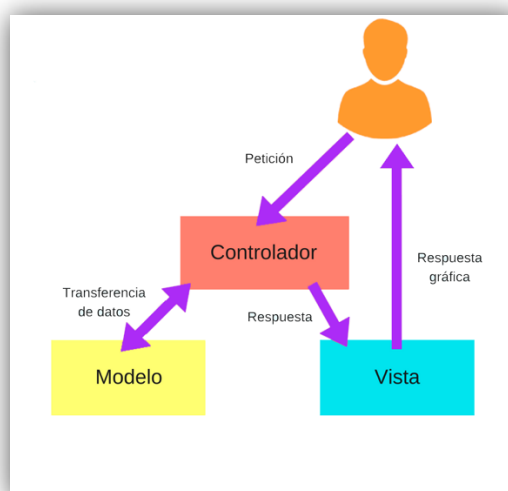 Petición
Controlador
Respuesta
gráfica
Transferencia
de datos
Respuesta
Modelo
Vista